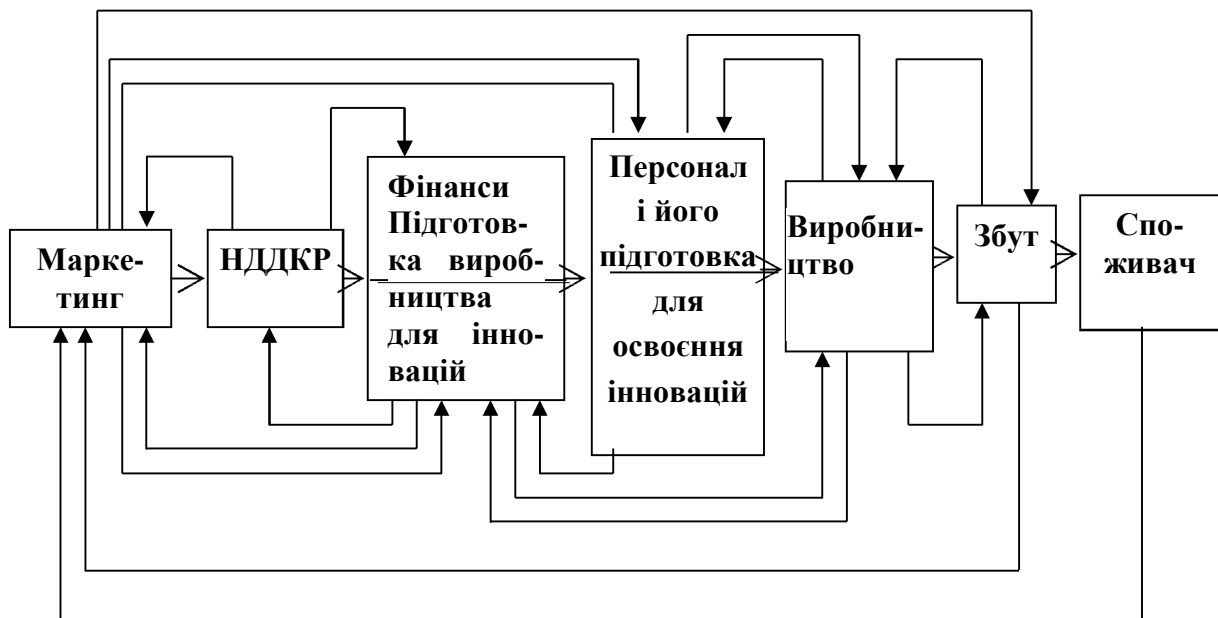 Марке-
тинг
НДДКР
Фінанси
Підготов-
ка вироб-
ництва
для інно-
вацій
Персонал
і його
підготовка
для
освоєння
інновацій
Виробни-
цтво
Збут
Спо-
живач